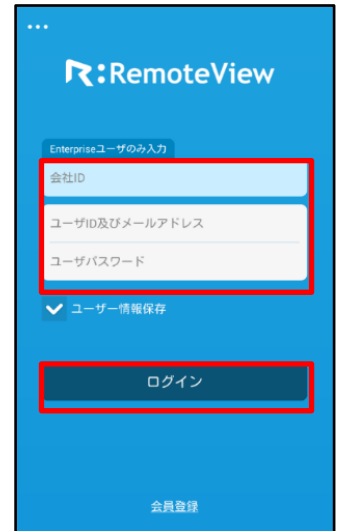 ...
R:RemoteView
Enterpriseユーザのみ入力
会社ID
ユーザID及びメールアドレス
ユーザパスワード
ユーザー情報保存
ログイン
会員登録